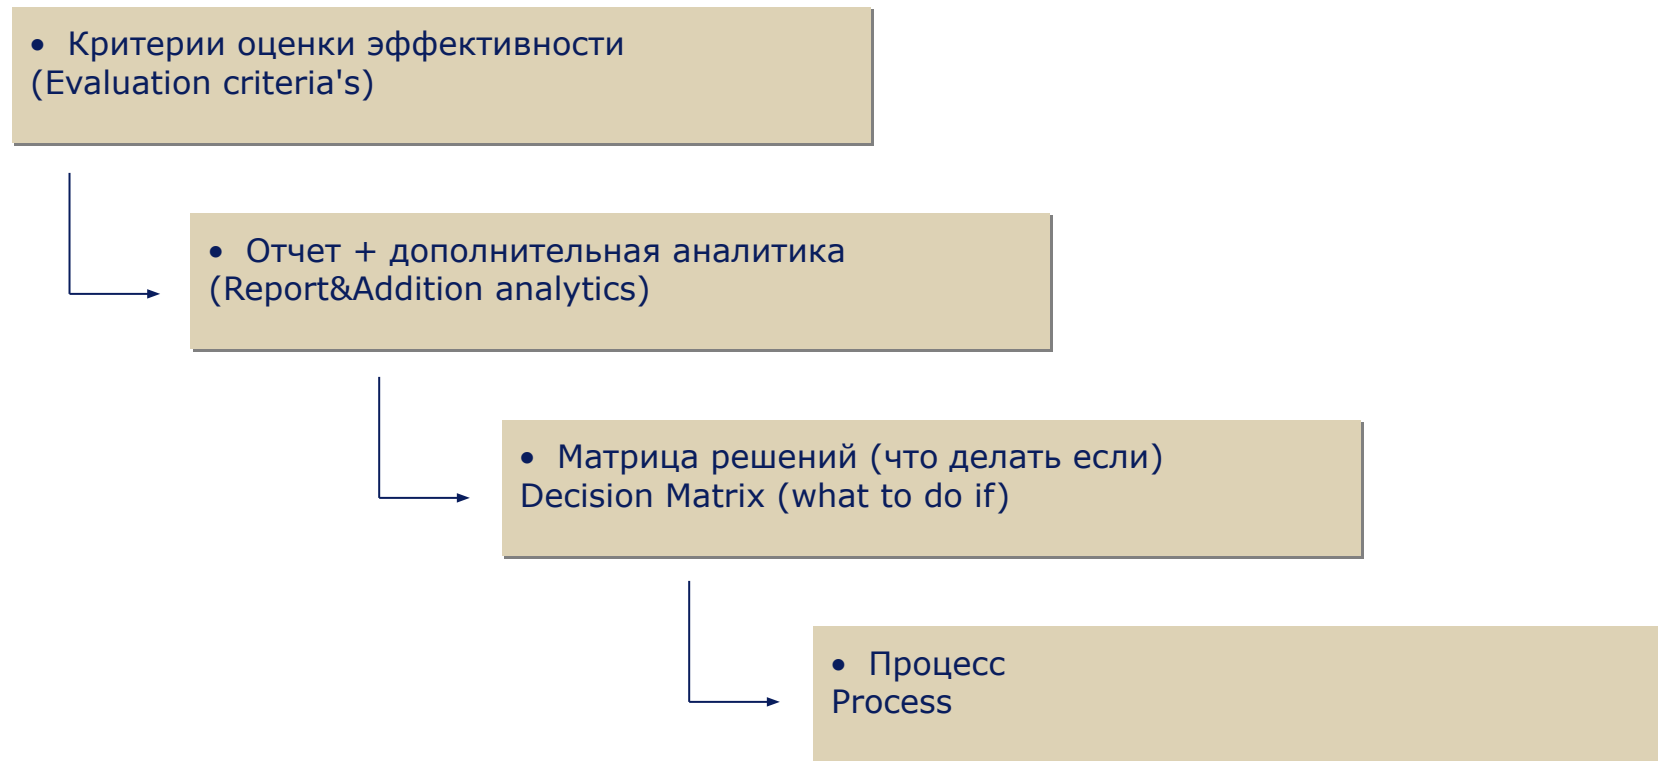 • Критерии оценки эффективности
(Evaluation criteria's)
• Отчет + дополнительная аналитика
(Report&Addition analytics)
• Матрица решений (что делать если)
Decision Matrix (what to do if)
• Процесс
Process